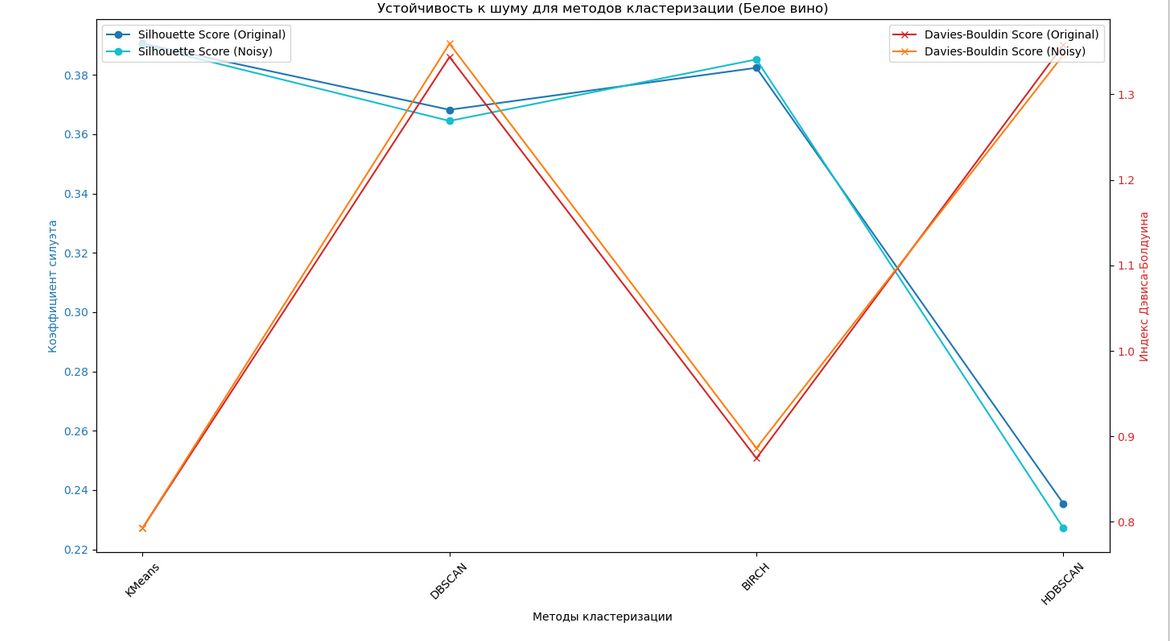 Устойчивость к шуму для методов кластеризации (Белое вино)
Silhouette Score (Original)
Silhouette Score (Noisy)
Davies-Bouldin Score (Original)
Davies-Bouldin Score (Noisy)
Коэффициент силуэта
0.38
0.36
0.34
0.32
0.30
0.28
0.26
0.24
0.22
1.3
1.2
1.1
1.0
0.9
0.8
Индекс Дэвиса-Болдуина
KMeans
DBSCAN
BIRCH
HDBSCAN
Методы кластеризации